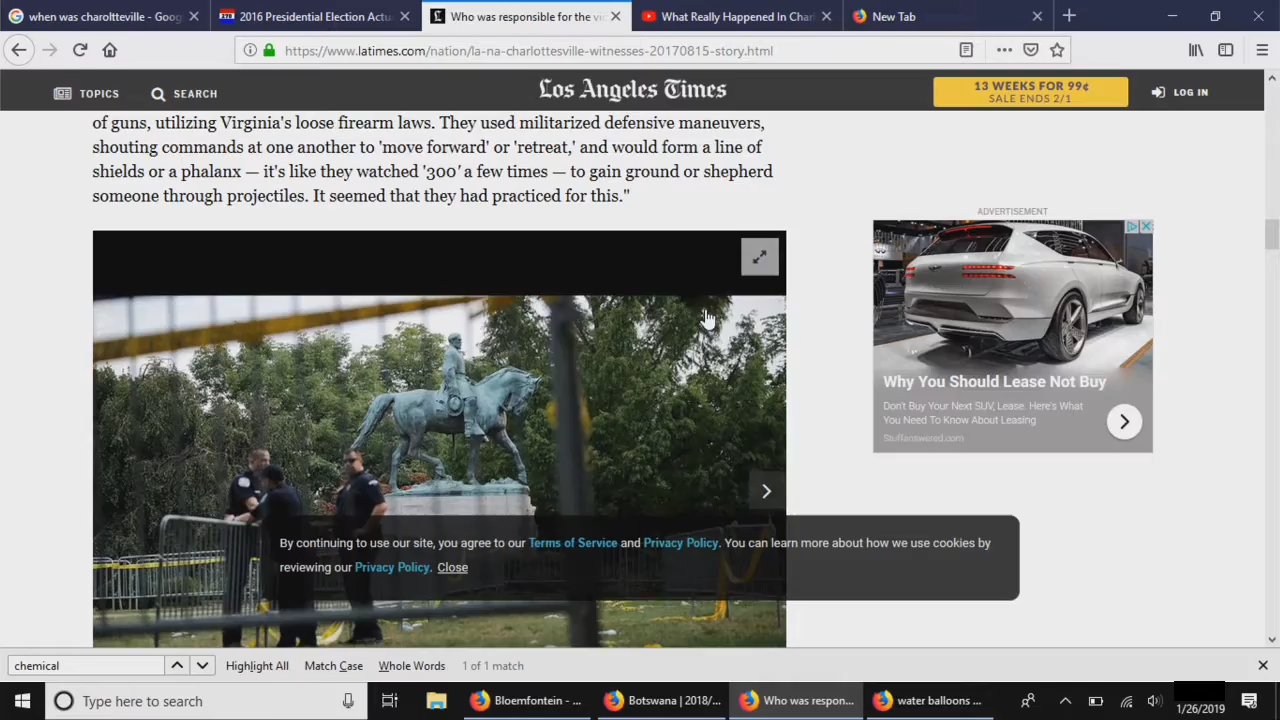 when was charoltteville - Goog
2016 Presidential Election Actu
Who was responsible for the vi
What Really Happened In Char
New Tab
https://www.latimes.com/nation/la-na-charlottesville-witnesses-20170815-story.html
TOPICS
SEARCH
Los Angeles Times
13 WEEKS FOR 99¢
SALE ENDS 2/1
LOG IN
of guns, utilizing Virginia's loose firearm laws. They used militarized defensive maneuvers,
shouting commands at one another to 'move forward' or 'retreat,' and would form a line of
shields or a phalanx — it's like they watched '300' a few times — to gain ground or shepherd
someone through projectiles. It seemed that they had practiced for this."
ADVERTISEMENT
Why You Should Lease Not Buy
Don't Buy Your Next SUV, Lease. Here's What
You Need To Know About Leasing
Stuffanswered.com
By continuing to use our site, you agree to our Terms of Service and Privacy Policy. You can learn more about how we use cookies by
reviewing our Privacy Policy. Close
chemical
Highlight All
Match Case
Whole Words
1 of 1 match
Type here to search
Bloemfontein - ...
Botswana | 2018/...
Who was respon...
water balloons ...
1/26/2019